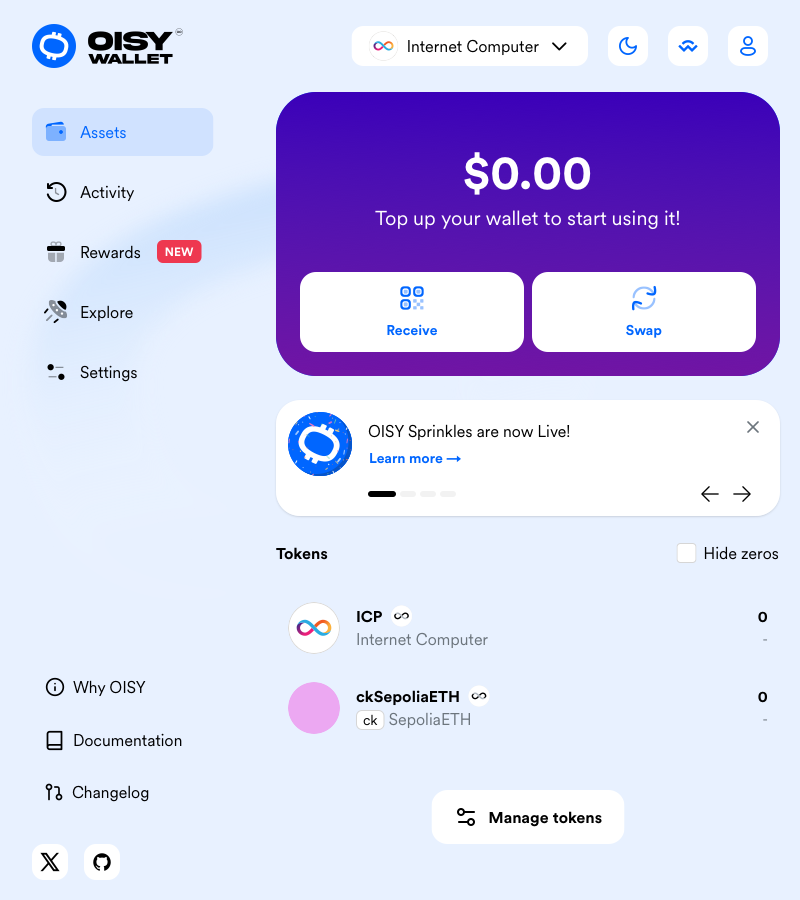 OISY
WALLET
Internet Computer
Assets
Activity
Rewards NEW
Explore
Settings
$0.00
Top up your wallet to start using it!
Receive
Swap
OISY Sprinkles are now Live!
Learn more →
Tokens
Hide zeros
ICP
0
Internet Computer
-
ckSepoliaETH
0
ck SepoliaETH
-
Manage tokens
Why OISY
Documentation
Changelog